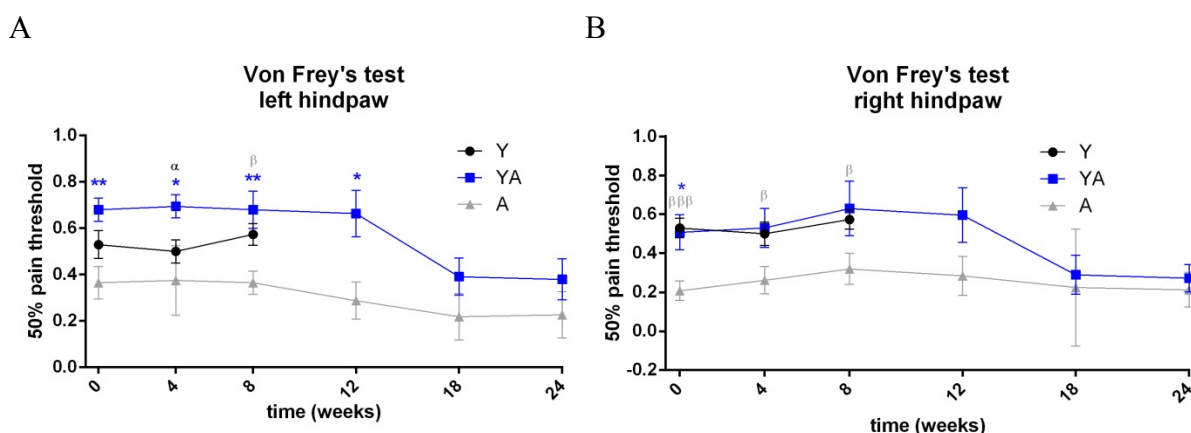 A
B
Von Frey's test
left hindpaw
50% pain threshold
1.0
0.8
0.6
0.4
0.2
0.0
Y
YA
A
**
α
*
β
**
*
0
4
8
12
18
24
time (weeks)
Von Frey's test
right hindpaw
50% pain threshold
1.0
0.8
0.6
0.4
0.2
0.0
-0.2
Y
YA
A
*
βββ
β
β
0
4
8
12
18
24
time (weeks)